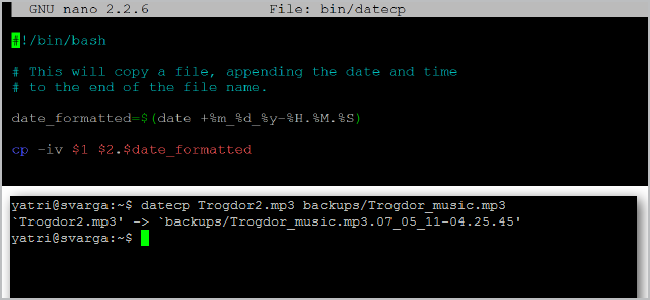 GNU nano 2.2.6 File: bin/datecp
#!/bin/bash
# This will copy a file, appending the date and time
# to the end of the file name.
date_formatted=$(date +%m_%d_%y-%H.%M.%S)
cp -iv $1 $2.$date_formatted
yatri@svarga:~$ datecp Trogdor2.mp3 backups/Trogdor_music.mp3
`Trogdor2.mp3' -> `backups/Trogdor_music.mp3.07_05_11-04.25.45'
yatri@svarga:~$